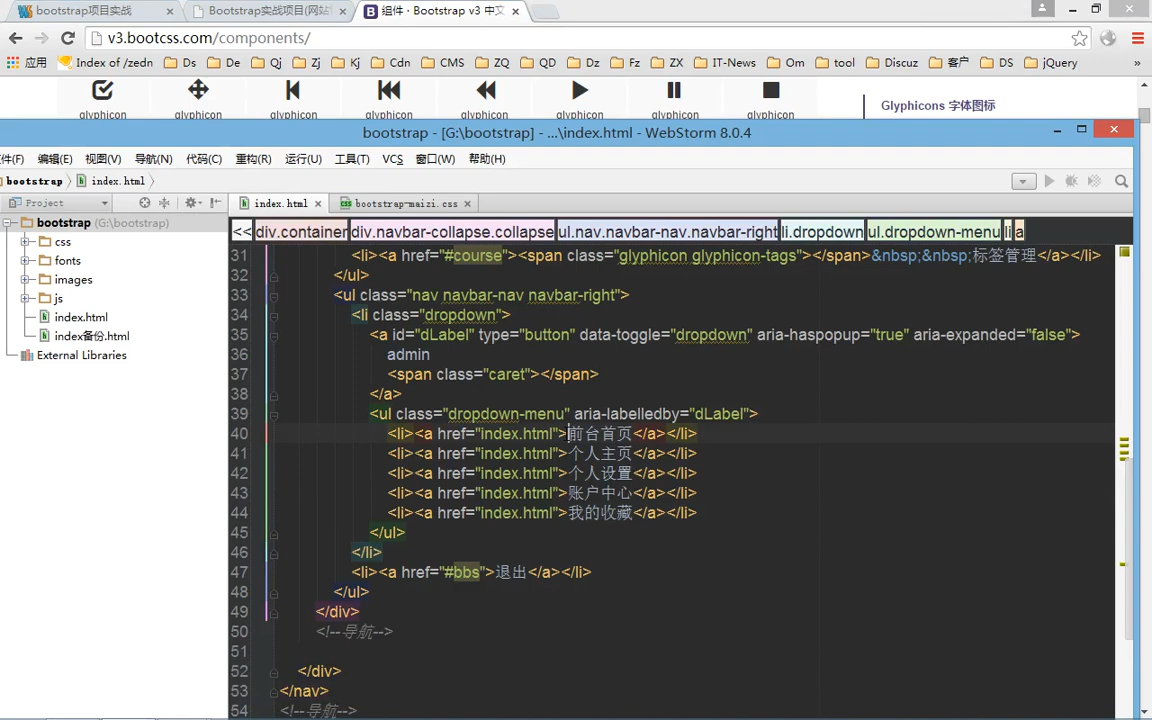 bootstrap项目实战
Bootstrap实战项目(网站
组件 · Bootstrap v3 中文
v3.bootcss.com/components/
应用 Index of /zedn Ds De Qj Zj Kj Cdn CMS ZQ QD Dz Fz ZX IT-News Om tool Discuz 客户 DS jQuery »
glyphicon glyphicon glyphicon glyphicon glyphicon glyphicon glyphicon glyphicon
Glyphicons 字体图标
bootstrap - [G:\bootstrap] - ...\index.html - WebStorm 8.0.4
件(F) 编辑(E) 视图(V) 导航(N) 代码(C) 重构(R) 运行(U) 工具(T) VCS 窗口(W) 帮助(H)
bootstrap index.html
Project
index.html bootstrap-maizi.css
bootstrap (G:\bootstrap)
css
fonts
images
js
index.html
index备份.html
External Libraries
<< div.container div.navbar-collapse.collapse ul.nav.navbar-nav.navbar-right li.dropdown ul.dropdown-menu li a
31 <li><a href="#course"><span class="glyphicon glyphicon-tags"></span>&nbsp;&nbsp;标签管理</a></li>
32 </ul>
33 <ul class="nav navbar-nav navbar-right">
34 <li class="dropdown">
35 <a id="dLabel" type="button" data-toggle="dropdown" aria-haspopup="true" aria-expanded="false">
36 admin
37 <span class="caret"></span>
38 </a>
39 <ul class="dropdown-menu" aria-labelledby="dLabel">
40 <li><a href="index.html">前台首页</a></li>
41 <li><a href="index.html">个人主页</a></li>
42 <li><a href="index.html">个人设置</a></li>
43 <li><a href="index.html">账户中心</a></li>
44 <li><a href="index.html">我的收藏</a></li>
45 </ul>
46 </li>
47 <li><a href="#bbs">退出</a></li>
48 </ul>
49 </div>
50 <!--导航-->
51
52 </div>
53 </nav>
54 <!--导航-->